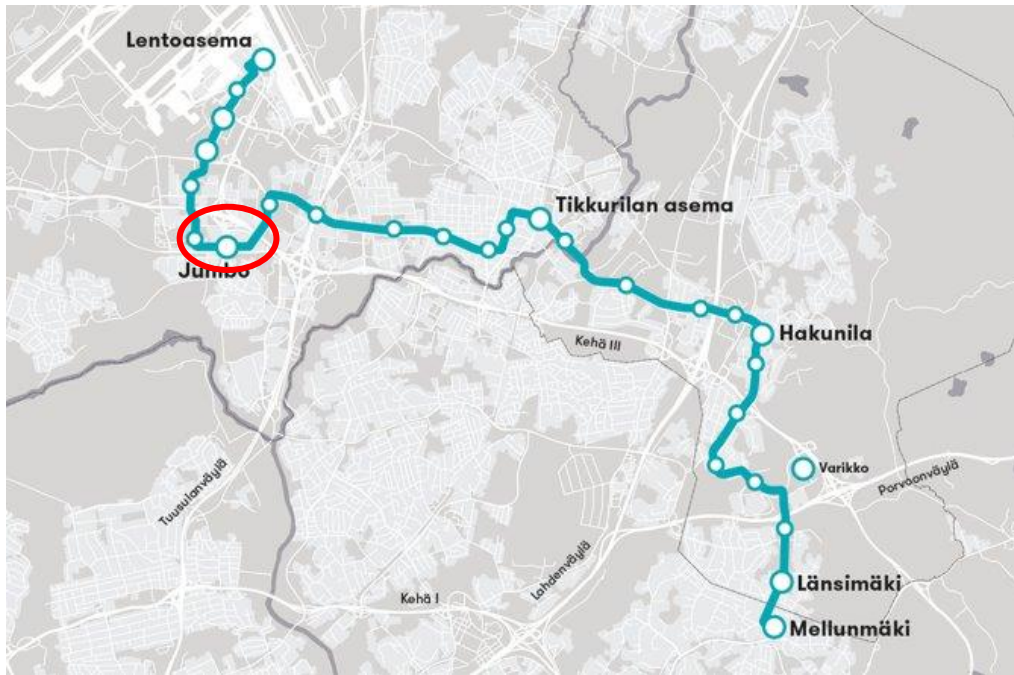 Lentoasema
Tikkurilan asema
Jumbo
Hakunila
Kehä III
Varikko
Porvoonväylä
Tuusulanväylä
Lahdenväylä
Länsimäki
Kehä I
Mellunmäki